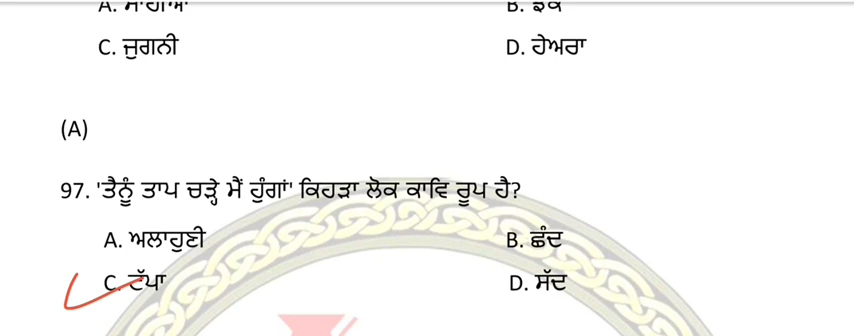 C. ਜੁਗਨੀ D. ਹੇਅਰਾ
(A)
97. 'ਤੈਨੂੰ ਤਾਪ ਚੜ੍ਹੇ ਮੈਂ ਹੁੰਗਾਂ' ਕਿਹੜਾ ਲੋਕ ਕਾਵਿ ਰੂਪ ਹੈ?
A. ਅਲਾਹੁਣੀ B. ਛੰਦ
C. ਟੱਪਾ D. ਸੱਦ